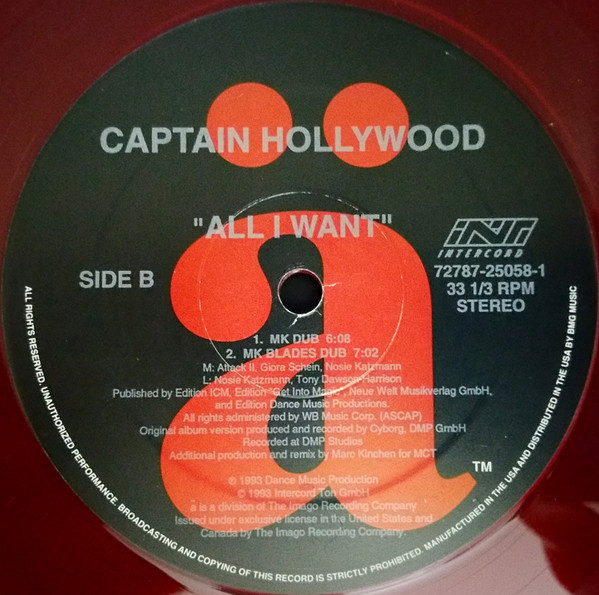 CAPTAIN HOLLYWOOD
"ALL I WANT"
SIDE B
INT
INTERCORD
72787-25058-1
33 1/3 RPM
STEREO
1. MK DUB 6:08
2. MK BLADES DUB 7:02
M: Attack II, Giora Schein, Nosie Katzmann
L: Nosie Katzmann, Tony Dawson-Harrison
Published by Edition ICM, Edition "Get Into Magic", Neue Welt Musikverlag GmbH,
and Edition Dance Music Productions.
All rights administered by WB Music Corp. (ASCAP)
Original album version produced and recorded by Cyborg, DMP GmbH
Recorded at DMP Studios
Additional production and remix by Marc Kinchen for MCT
℗ 1993 Dance Music Production
© 1993 Intercord Ton GmbH
ä is a division of The Imago Recording Company
Issued under exclusive license in the United States and
Canada by The Imago Recording Company.
ä
TM
ALL RIGHTS RESERVED. UNAUTHORIZED PERFORMANCE, BROADCASTING AND COPYING OF THIS RECORD IS STRICTLY PROHIBITED. MANUFACTURED IN THE USA AND DISTRIBUTED IN THE USA BY BMG MUSIC